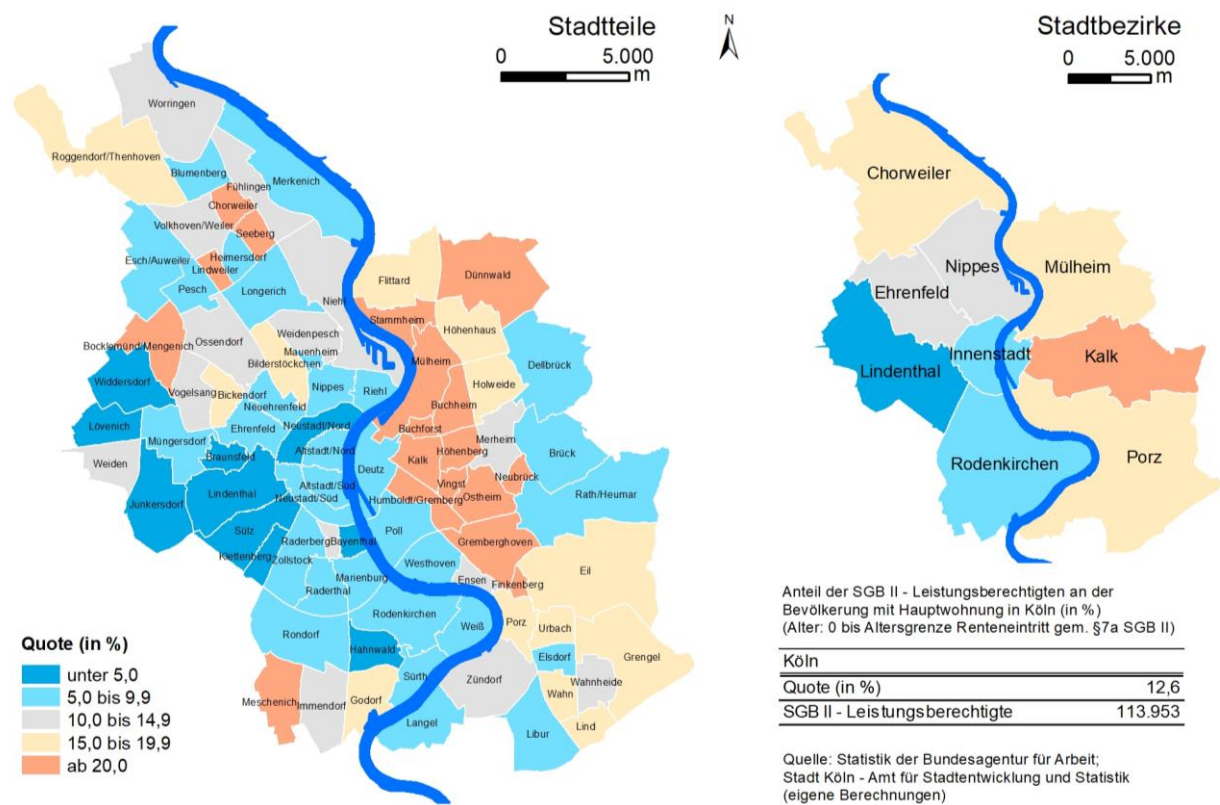 Stadtteile
0 5.000
m
N
Stadtbezirke
0 5.000
m
Worringen
Roggendorf/Thenhoven
Blumenberg
Fühlingen
Merkenich
Chorweiler
Volkhoven/Weiler
Seeberg
Esch/Auweiler
Heimersdorf
Lindweiler
Pesch
Longerich
Niehl
Flittard
Dünnwald
Stammheim
Höhenhaus
Bocklemünd/Mengenich
Ossendorf
Weidenpesch
Mauenheim
Bilderstöckchen
Mülheim
Dellbrück
Widdersdorf
Vogelsang
Bickendorf
Nippes
Riehl
Holweide
Neuehrenfeld
Buchheim
Lövenich
Ehrenfeld
Neustadt/Nord
Buchforst
Müngersdorf
Altstadt/Nord
Merheim
Braunsfeld
Höhenberg
Brück
Weiden
Deutz
Kalk
Vingst
Neubrück
Junkersdorf
Lindenthal
Altstadt/Süd
Neustadt/Süd
Humboldt/Gremberg
Ostheim
Rath/Heumar
Sülz
Raderberg
Bayenthal
Poll
Gremberghoven
Klettenberg
Zollstock
Westhoven
Marienburg
Raderthal
Ensen
Finkenberg
Eil
Rodenkirchen
Weiß
Porz
Urbach
Rondorf
Hahnwald
Elsdorf
Grengel
Sürth
Zündorf
Wahnheide
Meschenich
Immendorf
Godorf
Wahn
Langel
Libur
Lind
Chorweiler
Nippes
Mülheim
Ehrenfeld
Innenstadt
Kalk
Lindenthal
Rodenkirchen
Porz
Quote (in %)
unter 5,0
5,0 bis 9,9
10,0 bis 14,9
15,0 bis 19,9
ab 20,0
Anteil der SGB II - Leistungsberechtigten an der
Bevölkerung mit Hauptwohnung in Köln (in %)
(Alter: 0 bis Altersgrenze Renteneintritt gem. §7a SGB II)
Köln
Quote (in %) 12,6
SGB II - Leistungsberechtigte 113.953
Quelle: Statistik der Bundesagentur für Arbeit;
Stadt Köln - Amt für Stadtentwicklung und Statistik
(eigene Berechnungen)